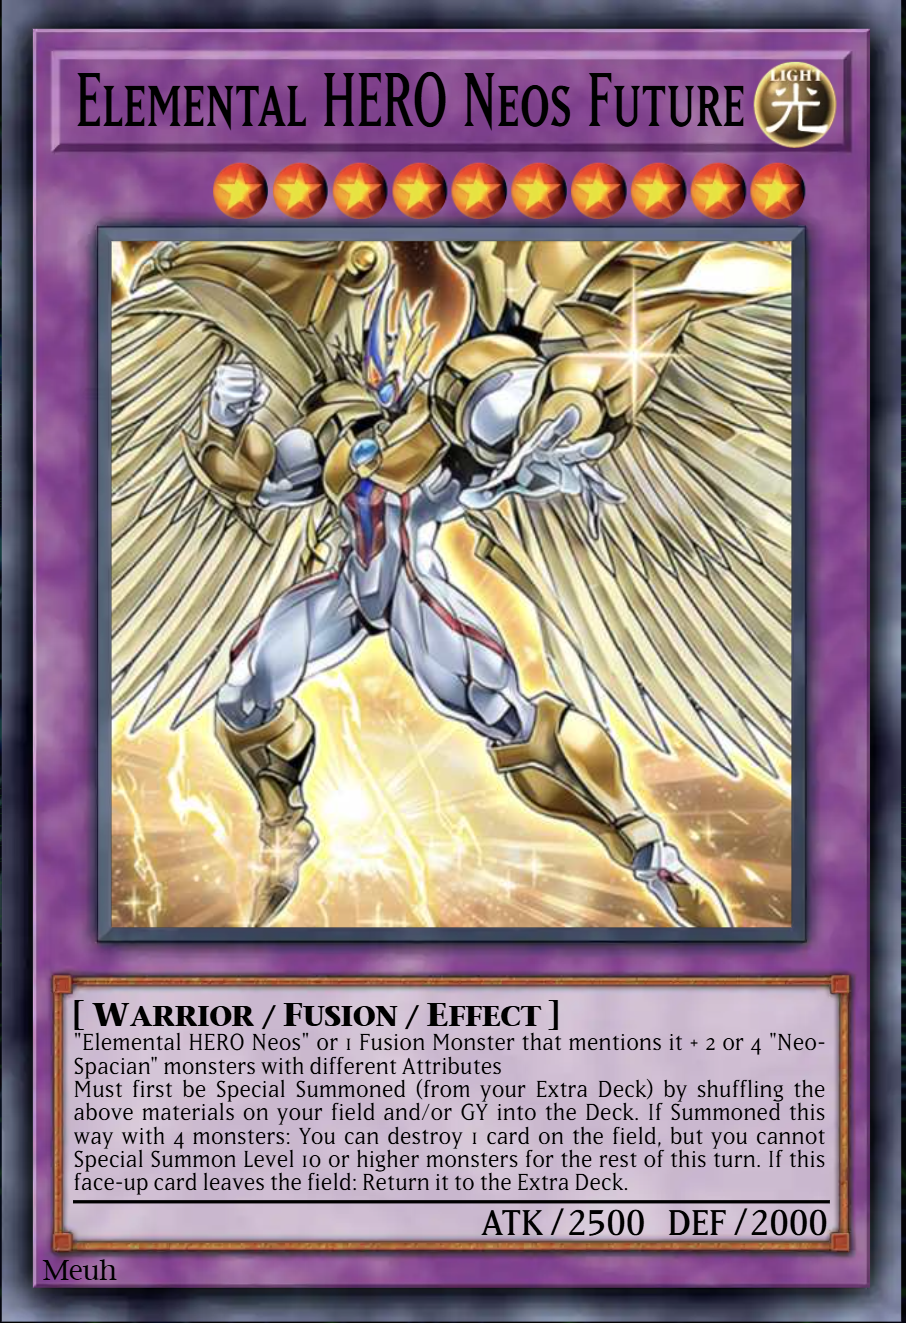 Elemental HERO Neos Future
LIGHT
光
[ Warrior / Fusion / Effect ]
"Elemental HERO Neos" or 1 Fusion Monster that mentions it + 2 or 4 "Neo-
Spacian" monsters with different Attributes
Must first be Special Summoned (from your Extra Deck) by shuffling the
above materials on your field and/or GY into the Deck. If Summoned this
way with 4 monsters: You can destroy 1 card on the field, but you cannot
Special Summon Level 10 or higher monsters for the rest of this turn. If this
face-up card leaves the field: Return it to the Extra Deck.
ATK / 2500 DEF / 2000
Meuh